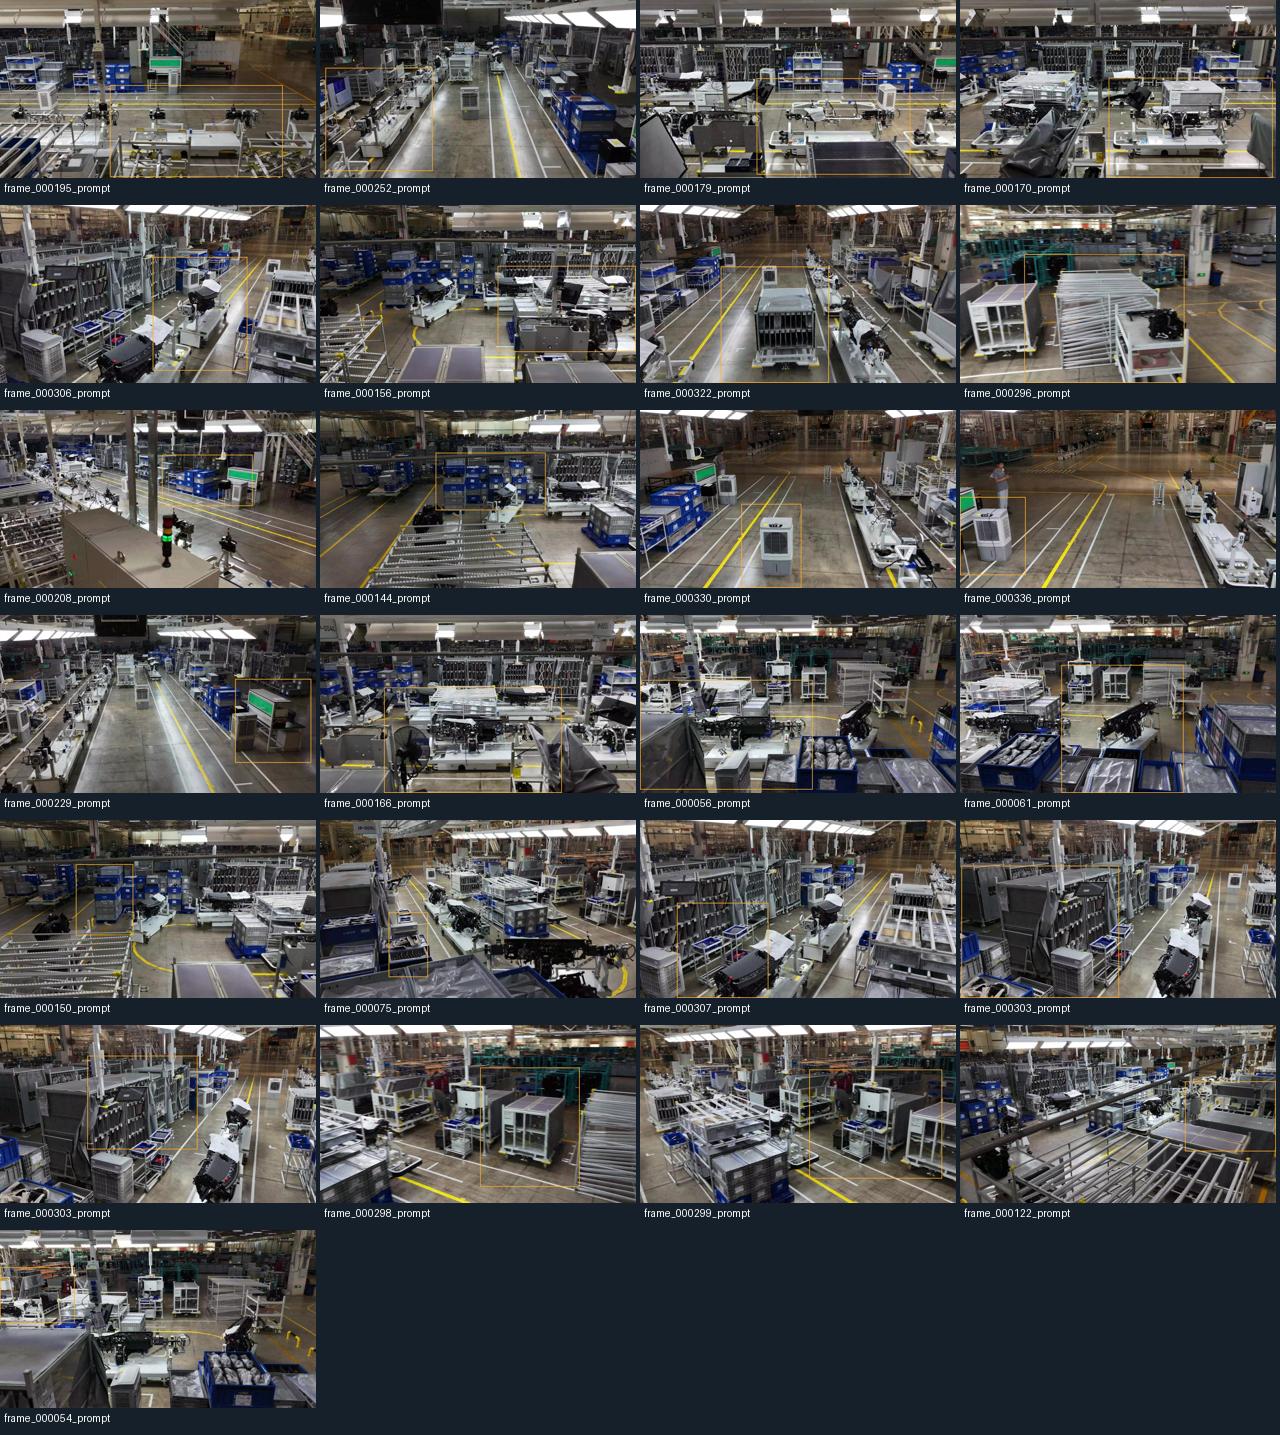 frame_000195_prompt
frame_000252_prompt
frame_000179_prompt
frame_000170_prompt
frame_000306_prompt
frame_000156_prompt
frame_000322_prompt
frame_000296_prompt
frame_000208_prompt
frame_000144_prompt
frame_000330_prompt
frame_000336_prompt
frame_000229_prompt
frame_000166_prompt
frame_000056_prompt
frame_000061_prompt
frame_000150_prompt
frame_000075_prompt
frame_000307_prompt
frame_000303_prompt
frame_000303_prompt
frame_000298_prompt
frame_000299_prompt
frame_000122_prompt
frame_000054_prompt